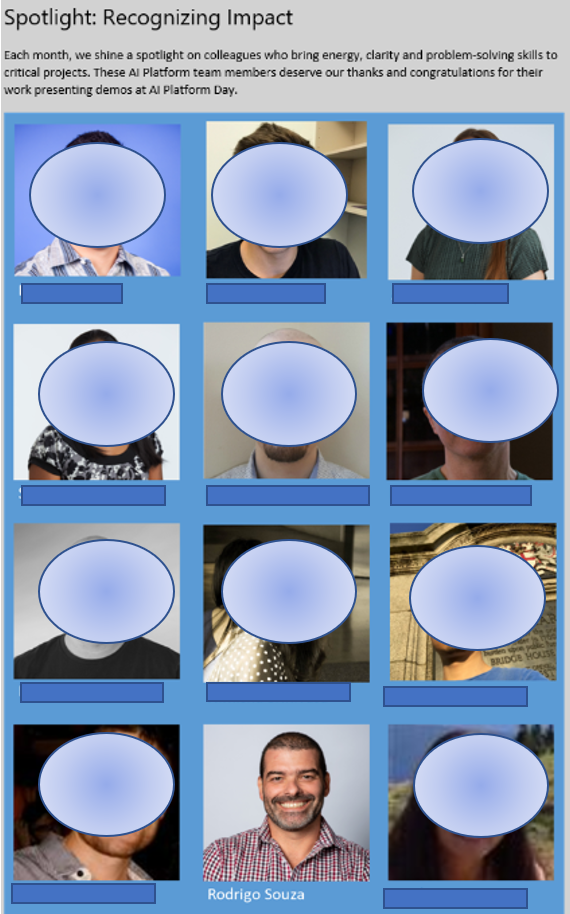 Spotlight: Recognizing Impact
Each month, we shine a spotlight on colleagues who bring energy, clarity and problem-solving skills to
critical projects. These AI Platform team members deserve our thanks and congratulations for their
work presenting demos at AI Platform Day.
BRIDGE HOUS
Rodrigo Souza